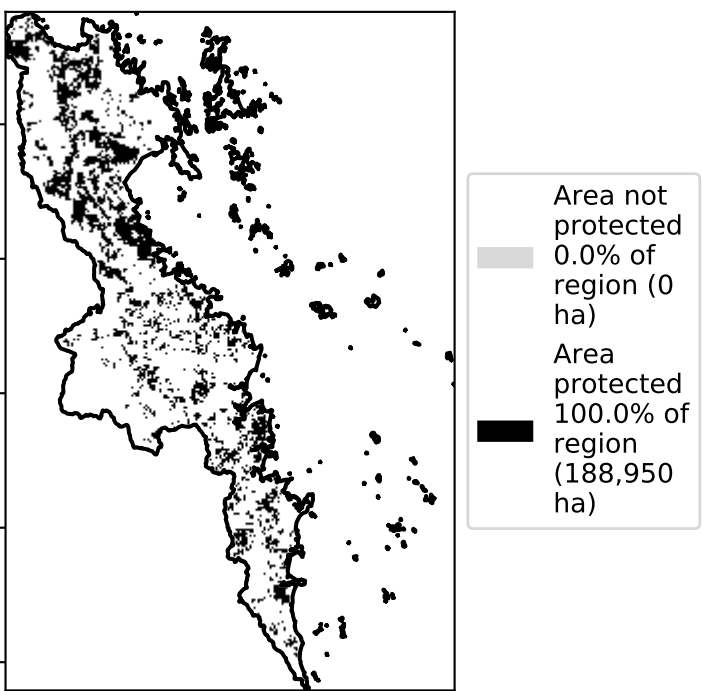 Area not
protected
0.0% of
region (0
ha)
Area
protected
100.0% of
region
(188,950
ha)